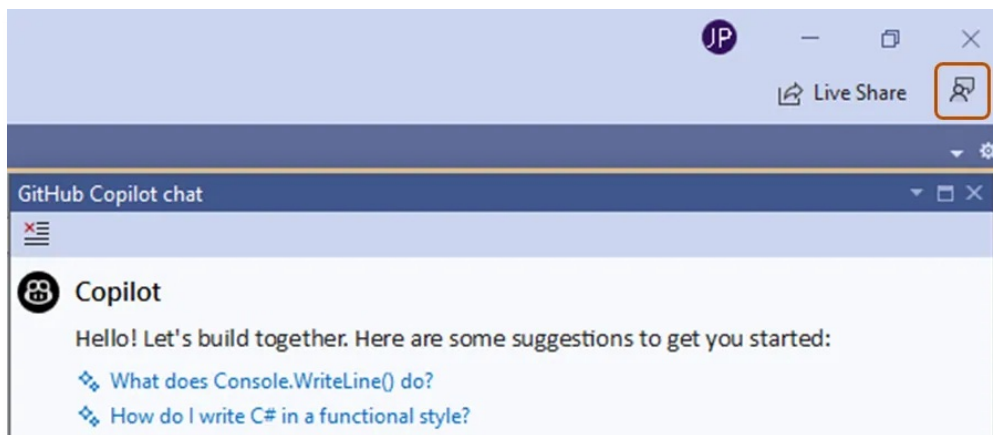 JP
Live Share
GitHub Copilot chat
Copilot
Hello! Let's build together. Here are some suggestions to get you started:
What does Console.WriteLine() do?
How do I write C# in a functional style?